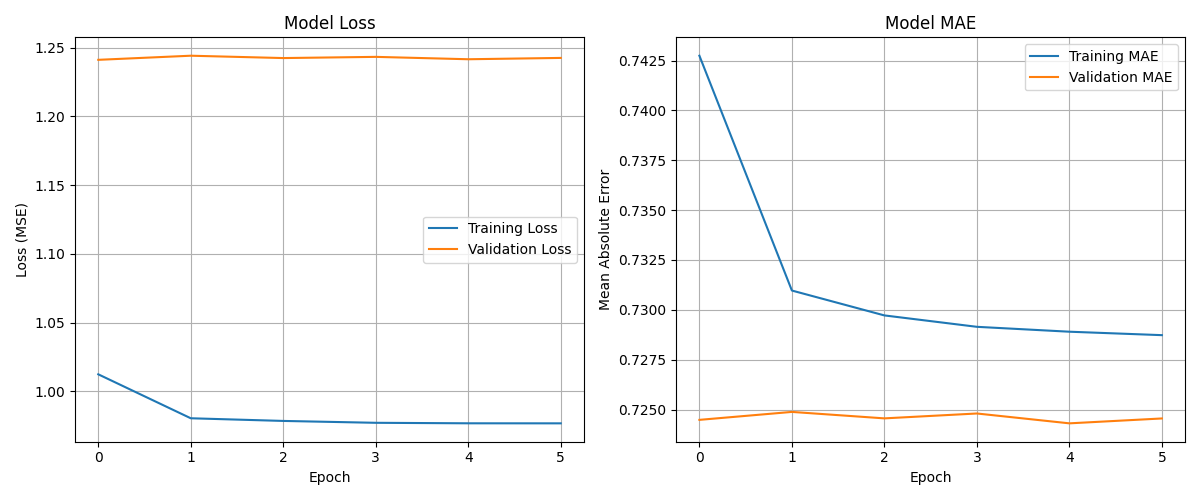 Model Loss
1.25
1.20
1.15
1.10
1.05
1.00
Loss (MSE)
Training Loss
Validation Loss
0 1 2 3 4 5
Epoch
Model MAE
0.7425
0.7400
0.7375
0.7350
0.7325
0.7300
0.7275
0.7250
Mean Absolute Error
Training MAE
Validation MAE
0 1 2 3 4 5
Epoch